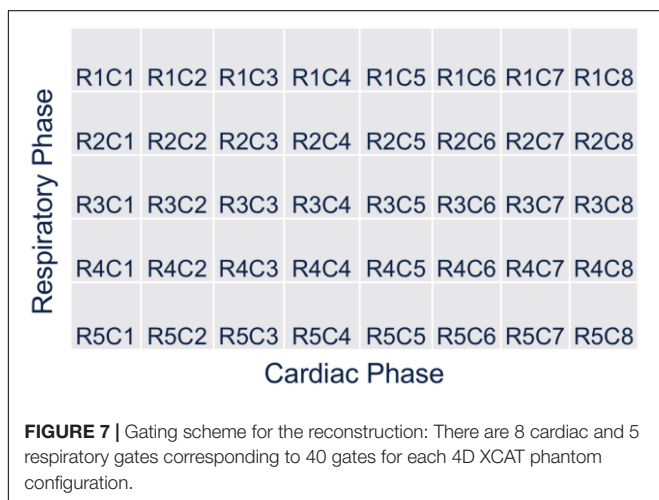 R1C1 R1C2 R1C3 R1C4 R1C5 R1C6 R1C7 R1C8
R2C1 R2C2 R2C3 R2C4 R2C5 R2C6 R2C7 R2C8
R3C1 R3C2 R3C3 R3C4 R3C5 R3C6 R3C7 R3C8
R4C1 R4C2 R4C3 R4C4 R4C5 R4C6 R4C7 R4C8
R5C1 R5C2 R5C3 R5C4 R5C5 R5C6 R5C7 R5C8
Respiratory Phase
Cardiac Phase
FIGURE 7 | Gating scheme for the reconstruction: There are 8 cardiac and 5
respiratory gates corresponding to 40 gates for each 4D XCAT phantom
configuration.